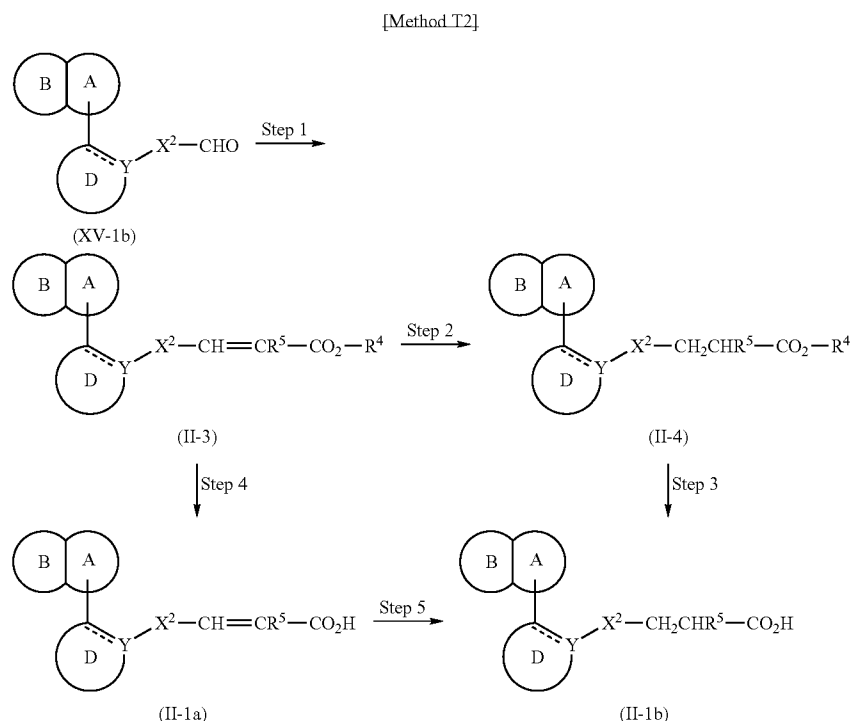 [Method T2]
B A
X²—CHO Step 1
Y
D
(XV-1b)
B A B A
X²—CH=CR⁵—CO₂—R⁴ Step 2 X²—CH₂CHR⁵—CO₂—R⁴
Y Y
D D
(II-3) (II-4)
Step 4 Step 3
B A B A
X²—CH=CR⁵—CO₂H Step 5 X²—CH₂CHR⁵—CO₂H
Y Y
D D
(II-1a) (II-1b)